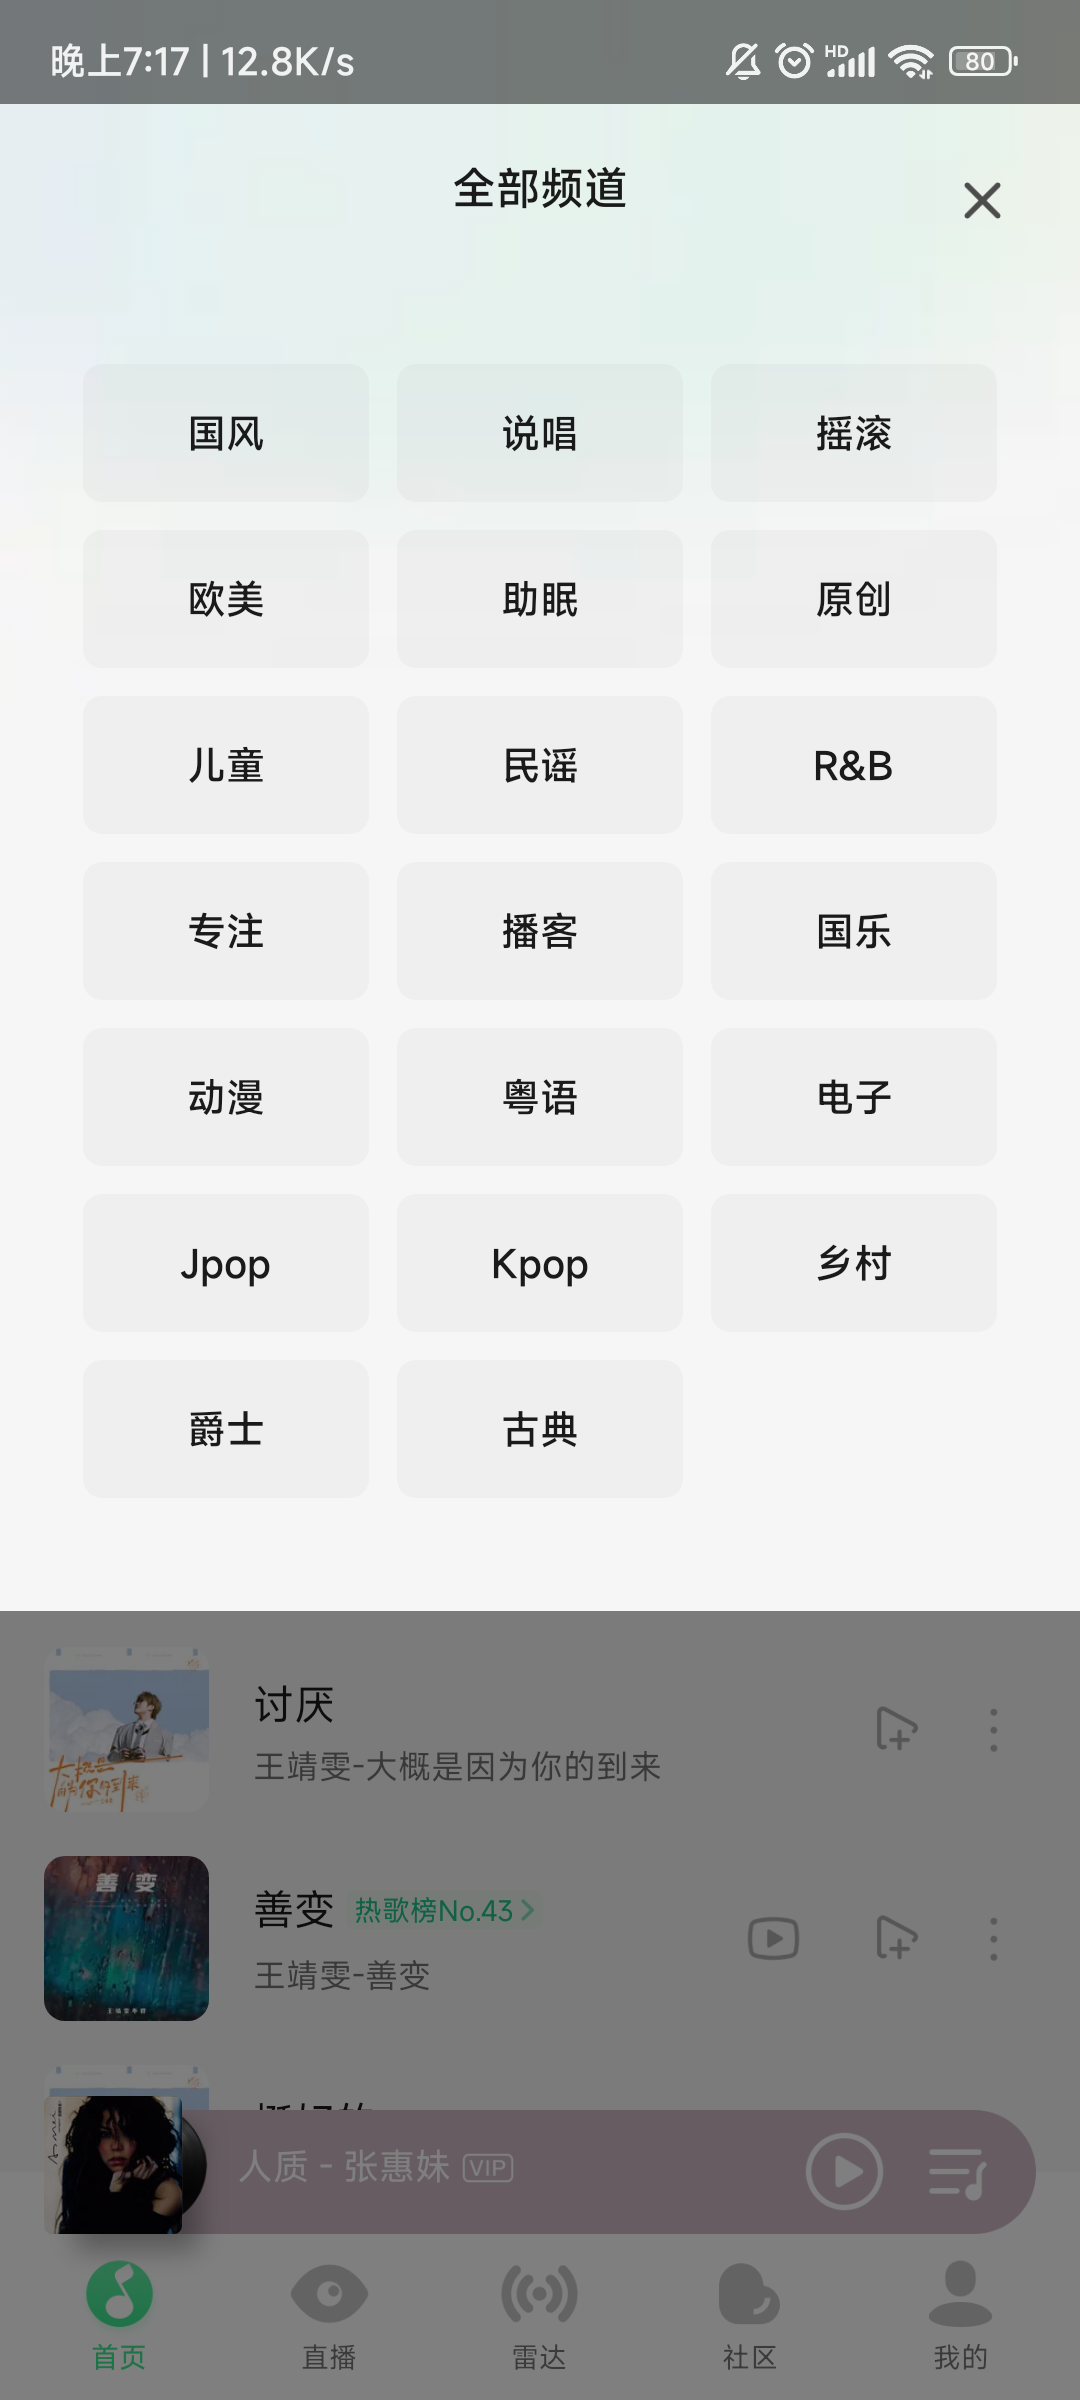 晚上7:17 | 12.8K/s
HD
80
全部频道
国风
说唱
摇滚
欧美
助眠
原创
儿童
民谣
R&B
专注
播客
国乐
动漫
粤语
电子
Jpop
Kpop
乡村
爵士
古典
讨厌
王靖雯-大概是因为你的到来
善变
善变 热歌榜No.43
王靖雯-善变
人质 - 张惠妹 VIP
首页
直播
雷达
社区
我的